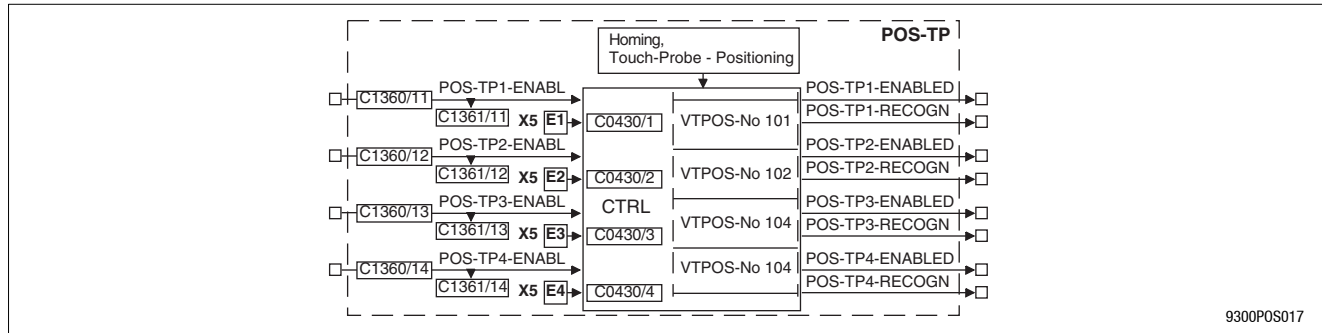 Homing,
Touch-Probe - Positioning
POS-TP
C1360/11
POS-TP1-ENABL
C1361/11
X5 E1
C0430/1
VTPOS-No 101
POS-TP1-ENABLED
POS-TP1-RECOGN
C1360/12
POS-TP2-ENABL
C1361/12
X5 E2
C0430/2
VTPOS-No 102
POS-TP2-ENABLED
POS-TP2-RECOGN
CTRL
C1360/13
POS-TP3-ENABL
C1361/13
X5 E3
C0430/3
VTPOS-No 104
POS-TP3-ENABLED
POS-TP3-RECOGN
C1360/14
POS-TP4-ENABL
C1361/14
X5 E4
C0430/4
VTPOS-No 104
POS-TP4-ENABLED
POS-TP4-RECOGN
9300POS017